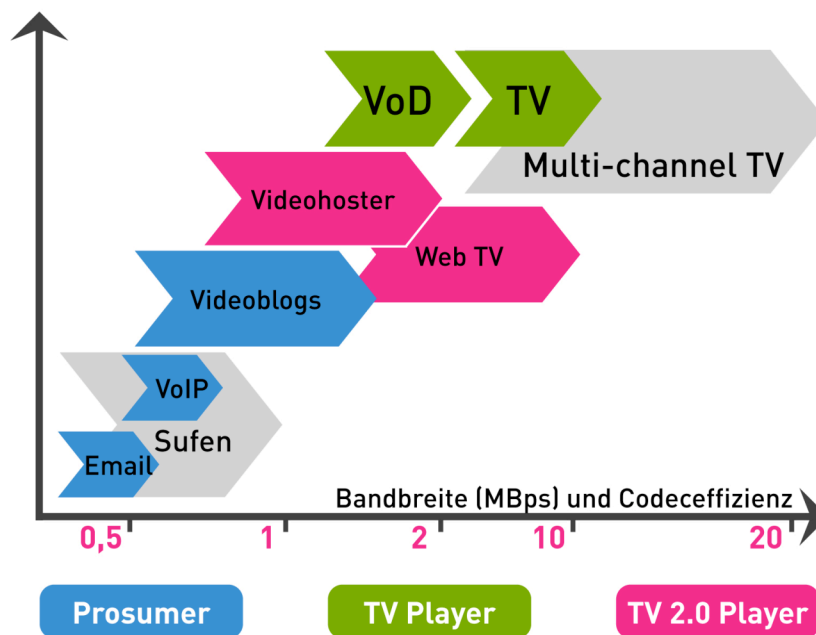 VoD
TV
Multi-channel TV
Videohoster
Web TV
Videoblogs
VoIP
Sufen
Email
Bandbreite (MBps) und Codeceffizienz
0,5 1 2 10 20
Prosumer TV Player TV 2.0 Player